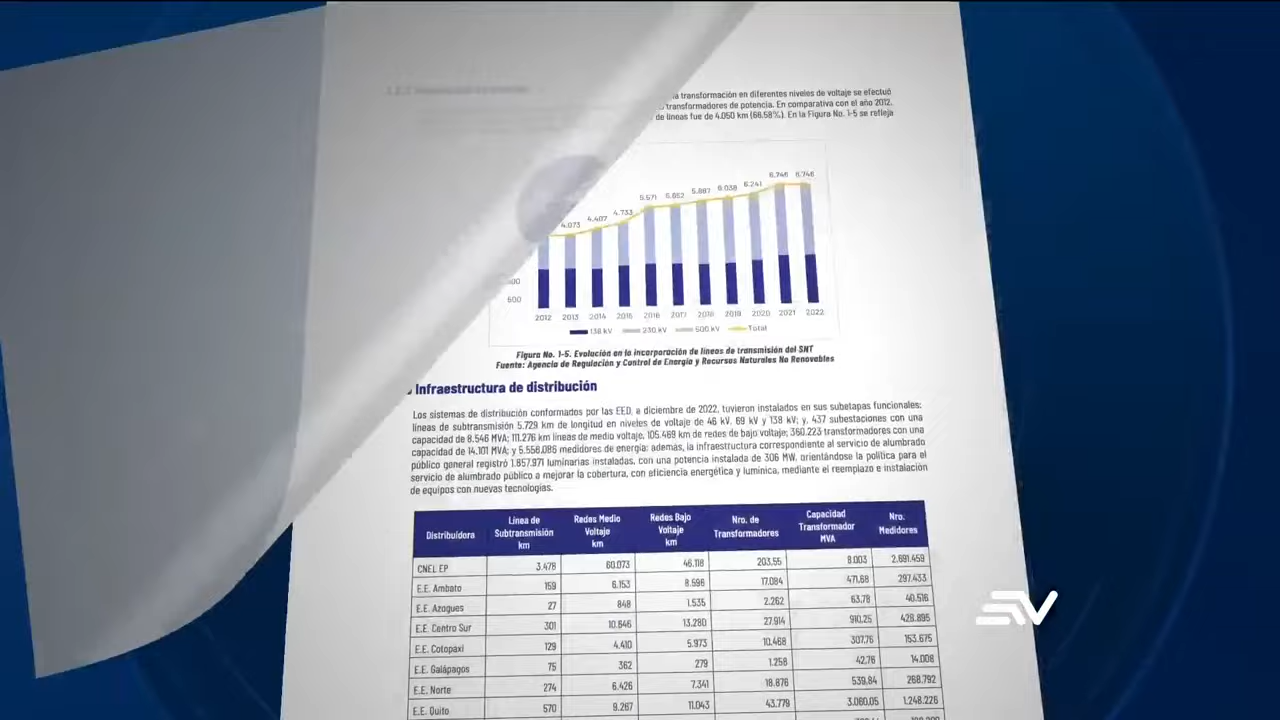 la transformación en diferentes niveles de voltaje se efectuó
transformadores de potencia. En comparativa con el año 2012,
de líneas fue de 4.050 km (66.58%). En la Figura No. 1-5 se refleja
4.073 4.407 4.733 5.571 5.652 5.887 6.038 6.241 6.746 6.746
600
2012 2013 2014 2015 2016 2017 2018 2019 2020 2021 2022
138 kV 230 kV 500 kV Total
Figura No. 1-5. Evolución en la incorporación de líneas de transmisión del SNT
Fuente: Agencia de Regulación y Control de Energía y Recursos Naturales No Renovables
Infraestructura de distribución
Los sistemas de distribución conformados por las EED, a diciembre de 2022, tuvieron instalados en sus subetapas funcionales:
líneas de subtransmisión 5.729 km de longitud en niveles de voltaje de 46 kV, 69 kV y 138 kV; y, 437 subestaciones con una
capacidad de 8.546 MVA; 111.276 km líneas de medio voltaje, 105.469 km de redes de bajo voltaje; 360.223 transformadores con una
capacidad de 14.101 MVA; y 5.558.086 medidores de energía; además, la infraestructura correspondiente al servicio de alumbrado
público general registró 1.857.971 luminarias instaladas, con una potencia instalada de 306 MW, orientándose la política para el
servicio de alumbrado público a mejorar la cobertura, con eficiencia energética y lumínica, mediante el reemplazo e instalación
de equipos con nuevas tecnologías.
Distribuidora Línea de Subtransmisión km Redes Medio Voltaje km Redes Bajo Voltaje km Nro. de Transformadores Capacidad Transformador MVA Nro. Medidores
CNEL EP 3.478 60.073 46.118 203.55 8.003 2.691.459
E.E. Ambato 159 6.153 8.596 17.084 471,68 297.433
E.E. Azogues 27 848 1.535 2.262 63,78 40.516
E.E. Centro Sur 301 10.646 13.280 27.914 910,25 428.895
E.E. Cotopaxi 129 4.410 5.973 10.468 307,76 153.675
E.E. Galápagos 75 362 279 1.258 42,76 14.008
E.E. Norte 274 6.426 7.341 18.876 539,84 268.792
E.E. Quito 570 9.267 11.043 43.779 3.060,05 1.248.226